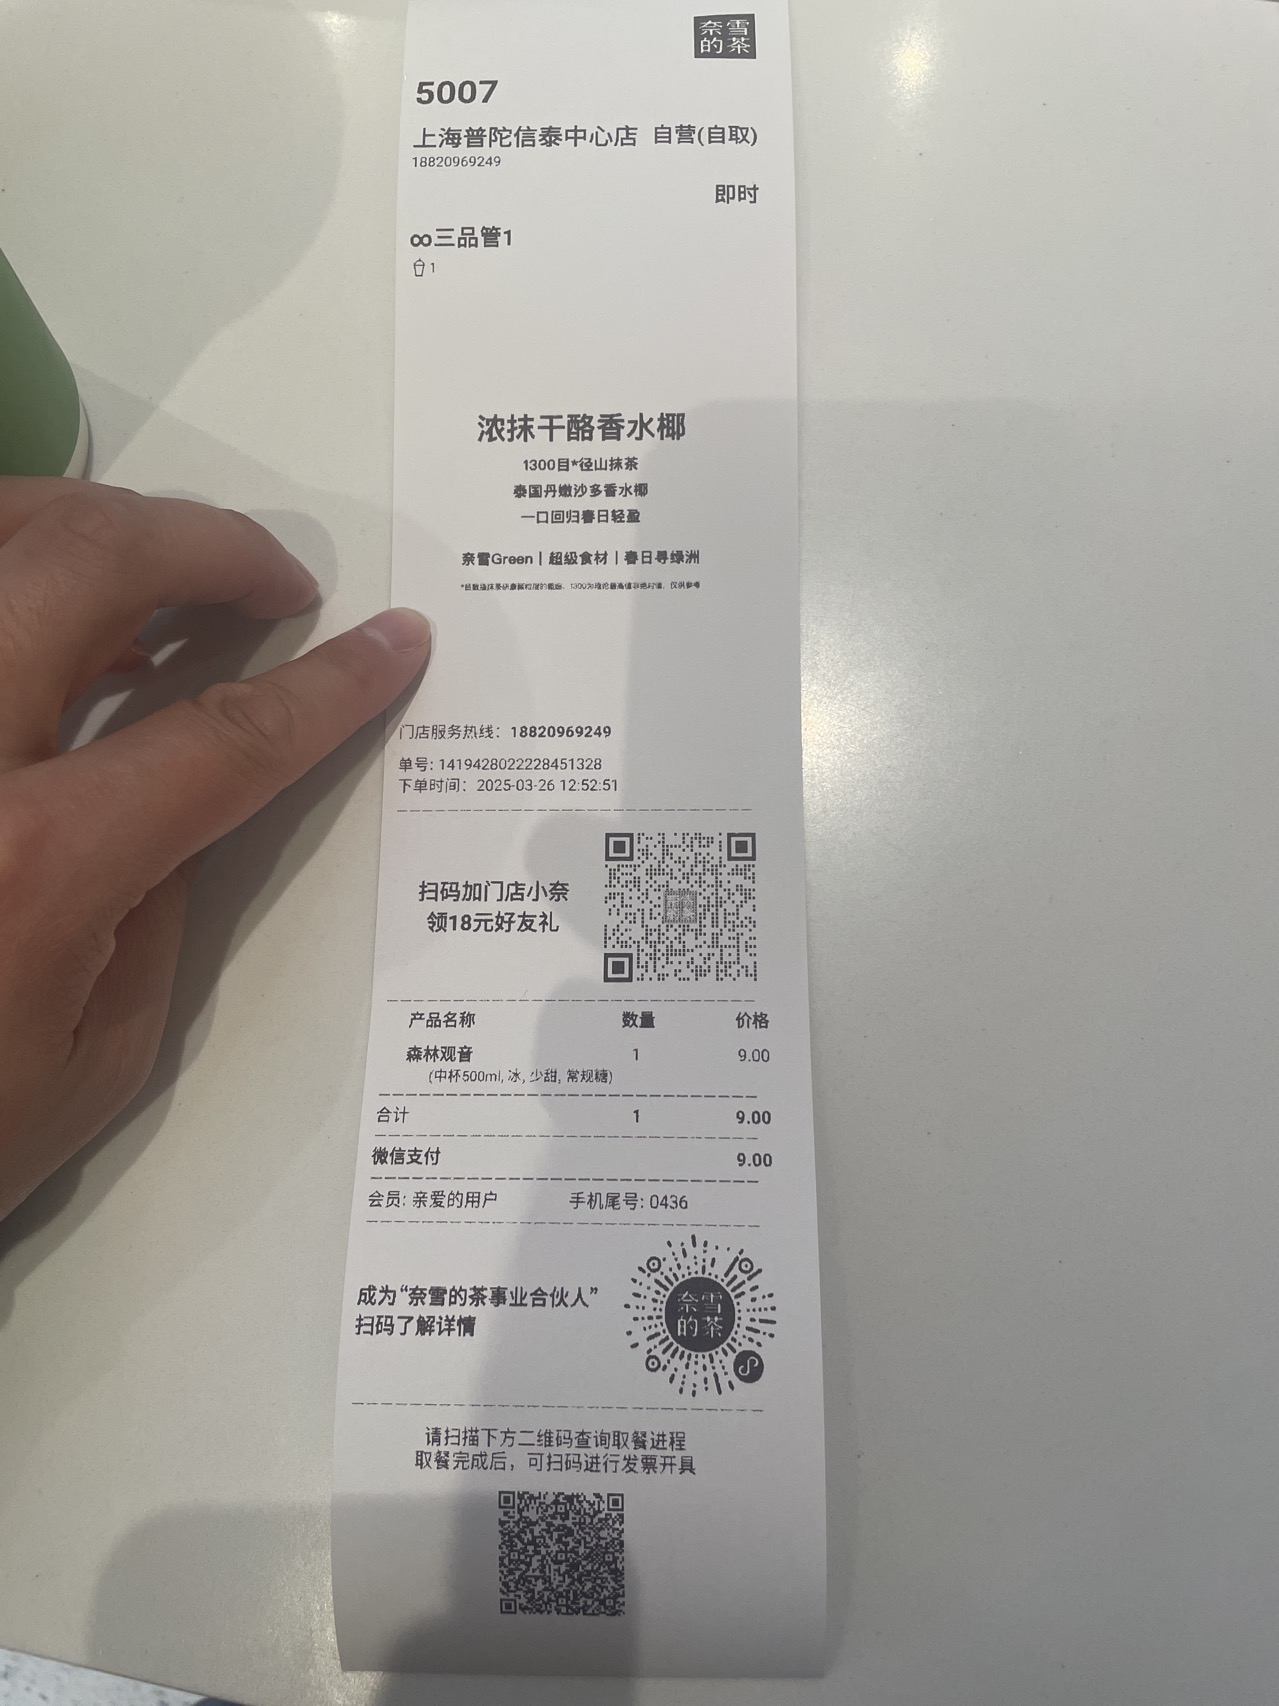 奈雪
的茶
5007
上海普陀信泰中心店 自营(自取)
18820969249
即时
∞三品管1
1
浓抹干酪香水椰
1300目*径山抹茶
泰国丹嫩沙多香水椰
一口回归春日轻盈
奈雪Green | 超级食材 | 春日寻绿洲
门店服务热线: 18820969249
单号: 1419428022228451328
下单时间: 2025-03-26 12:52:51
扫码加门店小奈
领18元好友礼
产品名称 数量 价格
森林观音 1 9.00
(中杯500ml, 冰, 少甜, 常规糖)
合计 1 9.00
微信支付 9.00
会员: 亲爱的用户 手机尾号: 0436
成为“奈雪的茶事业合伙人”
扫码了解详情
奈雪
的茶
请扫描下方二维码查询取餐进程
取餐完成后，可扫码进行发票开具